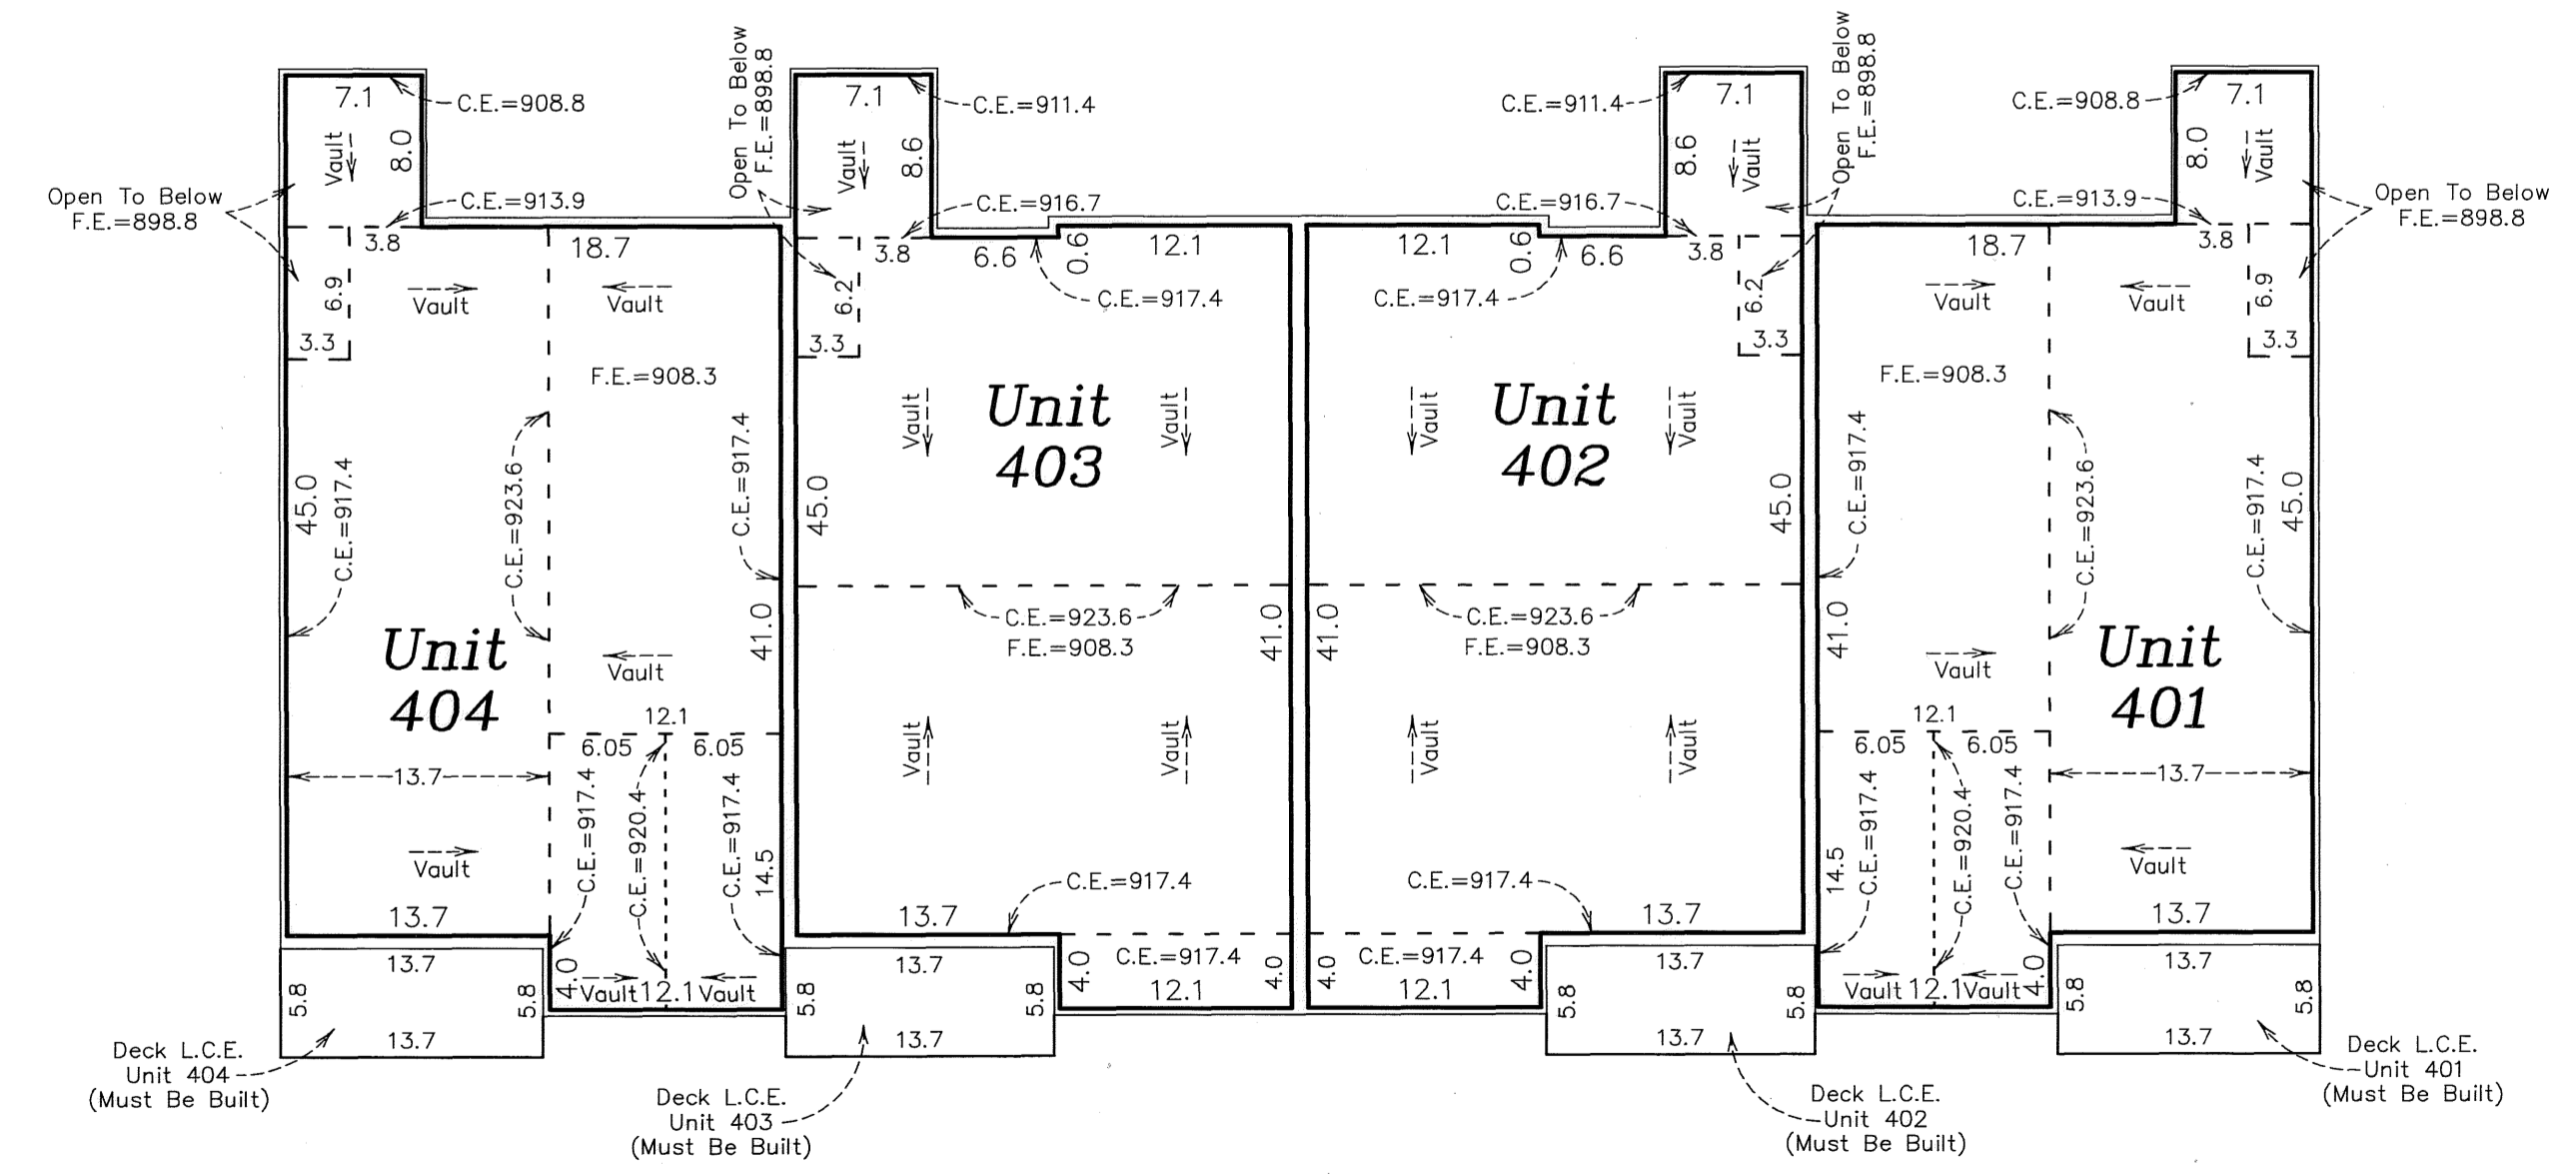 7.1
C.E.=908.8
Vault
8.0
Open To Below
F.E.=898.8
C.E.=913.9
3.8
18.7
6.9
3.3
Vault
Vault
F.E.=908.3
45.0
C.E.=917.4
C.E.=923.6
C.E.=917.4
41.0
Unit
404
Vault
12.1
6.05
6.05
13.7
C.E.=917.4
C.E.=920.4
C.E.=917.4
14.5
Vault
13.7
4.0
Vault
12.1
Vault
13.7
5.8
5.8
13.7
Deck L.C.E.
Unit 404
(Must Be Built)
Open To Below
F.E.=898.8
7.1
C.E.=911.4
Vault
8.6
C.E.=916.7
3.8
6.6
0.6
12.1
6.2
3.3
C.E.=917.4
Unit
403
Vault
Vault
45.0
C.E.=923.6
F.E.=908.3
41.0
Vault
Vault
C.E.=917.4
13.7
4.0
C.E.=917.4
4.0
12.1
13.7
5.8
5.8
13.7
Deck L.C.E.
Unit 403
(Must Be Built)
C.E.=911.4
7.1
8.6
Vault
Open To Below
F.E.=898.8
C.E.=916.7
12.1
0.6
6.6
3.8
6.2
3.3
C.E.=917.4
Unit
402
Vault
Vault
45.0
C.E.=923.6
F.E.=908.3
41.0
Vault
Vault
C.E.=917.4
13.7
4.0
C.E.=917.4
4.0
12.1
13.7
5.8
5.8
13.7
Deck L.C.E.
Unit 402
(Must Be Built)
C.E.=908.8
7.1
8.0
Vault
C.E.=913.9
Open To Below
F.E.=898.8
18.7
3.8
6.9
3.3
Vault
Vault
F.E.=908.3
C.E.=917.4
C.E.=923.6
C.E.=917.4
45.0
41.0
Vault
Unit
401
12.1
6.05
6.05
13.7
14.5
C.E.=917.4
C.E.=920.4
C.E.=917.4
Vault
13.7
Vault
12.1
Vault
4.0
13.7
5.8
5.8
13.7
Deck L.C.E.
Unit 401
(Must Be Built)